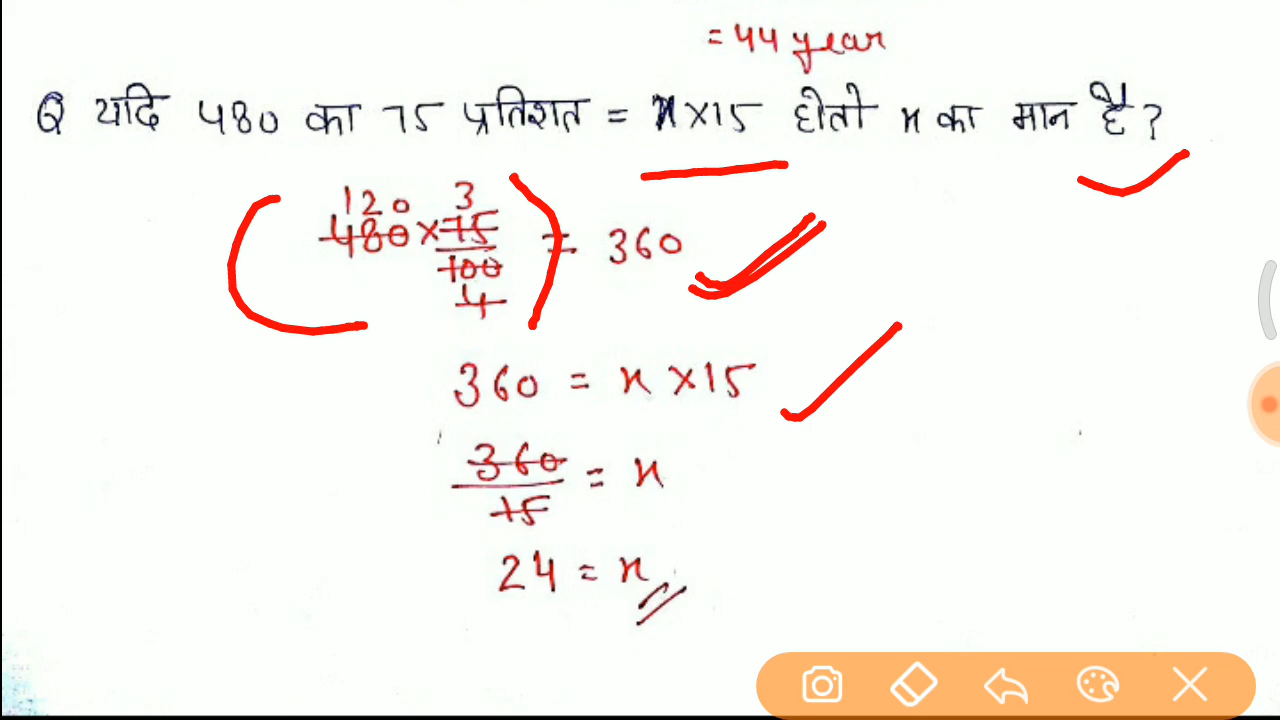 = 44 year
Q यदि 480 का 75 प्रतिशत = x×15 होतो x का मान है?
120 3
480×75 = 360
100
4
360 = x ×15
360 = x
15
24 = x